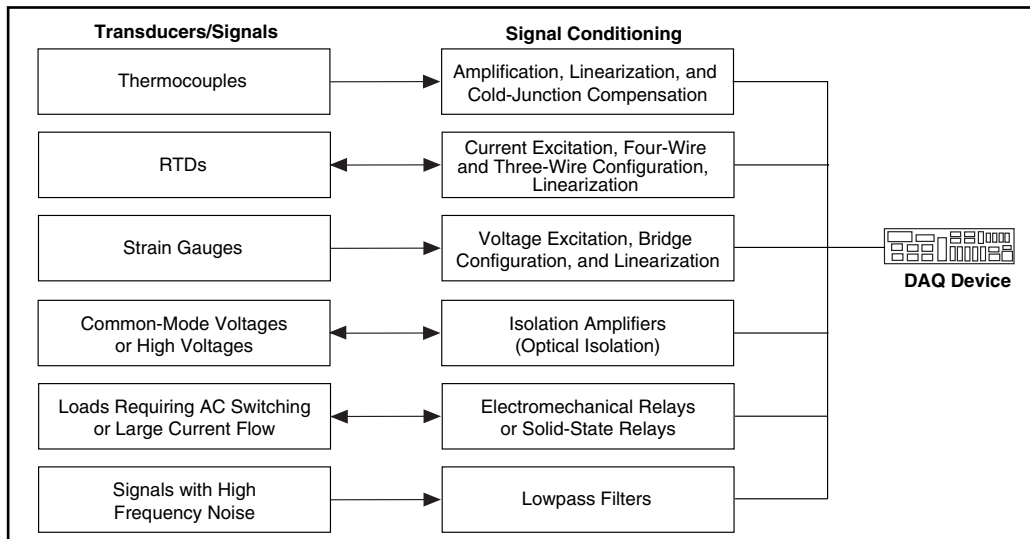 Transducers/Signals
Signal Conditioning
Thermocouples
Amplification, Linearization, and
Cold-Junction Compensation
RTDs
Current Excitation, Four-Wire
and Three-Wire Configuration,
Linearization
Strain Gauges
Voltage Excitation, Bridge
Configuration, and Linearization
DAQ Device
Common-Mode Voltages
or High Voltages
Isolation Amplifiers
(Optical Isolation)
Loads Requiring AC Switching
or Large Current Flow
Electromechanical Relays
or Solid-State Relays
Signals with High
Frequency Noise
Lowpass Filters